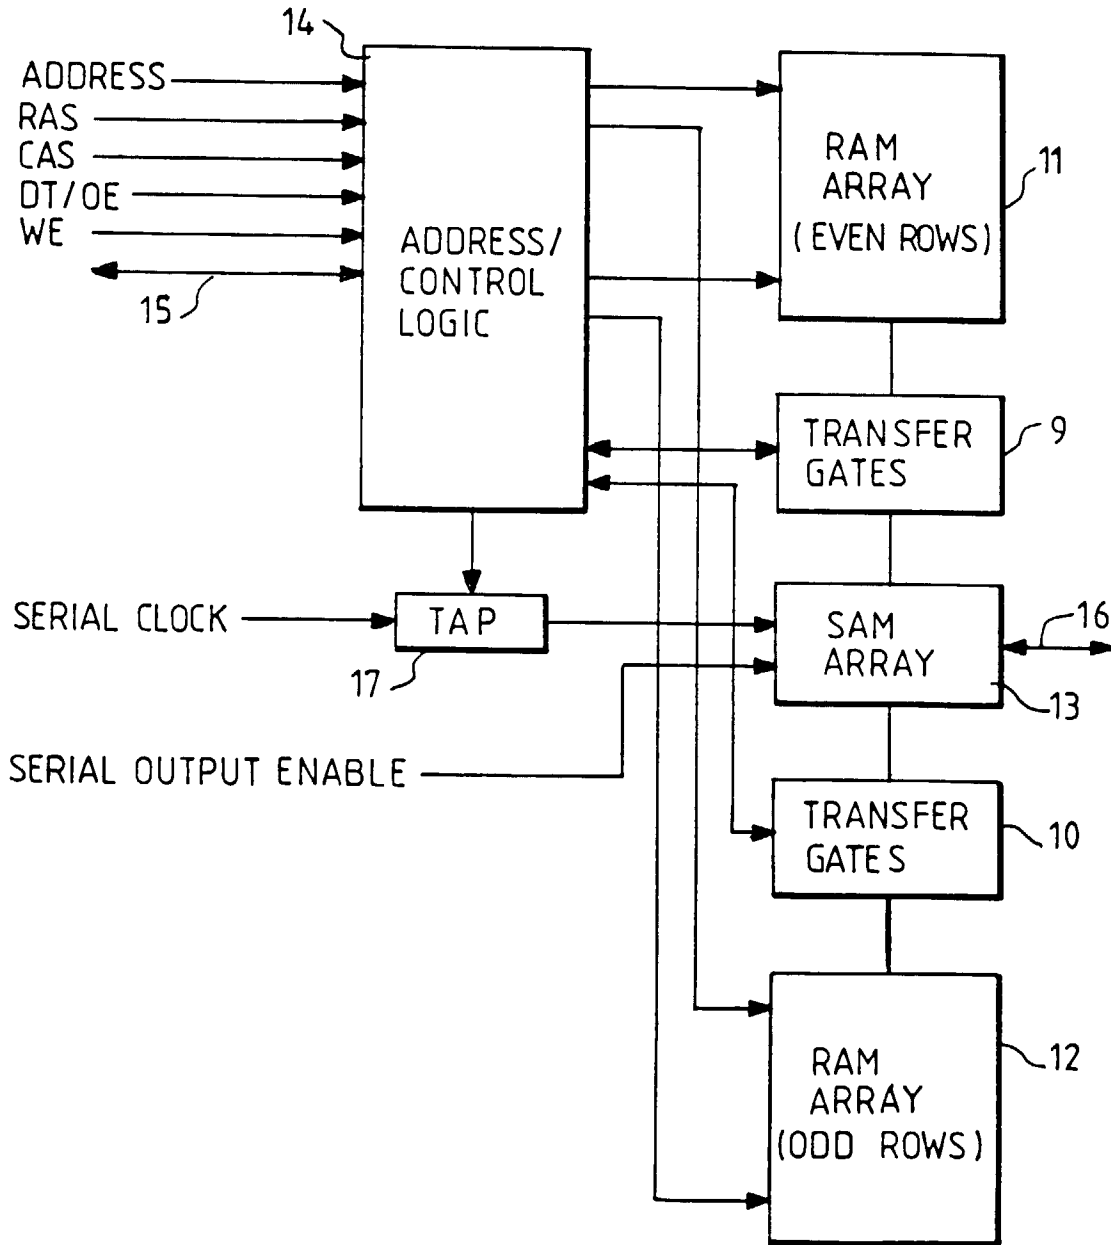 14
ADDRESS
RAS
CAS
DT/OE
WE
15
ADDRESS/
CONTROL
LOGIC
RAM
ARRAY
(EVEN ROWS)
11
TRANSFER
GATES
9
SERIAL CLOCK
TAP
17
SAM
ARRAY
16
13
SERIAL OUTPUT ENABLE
TRANSFER
GATES
10
RAM
ARRAY
(ODD ROWS)
12